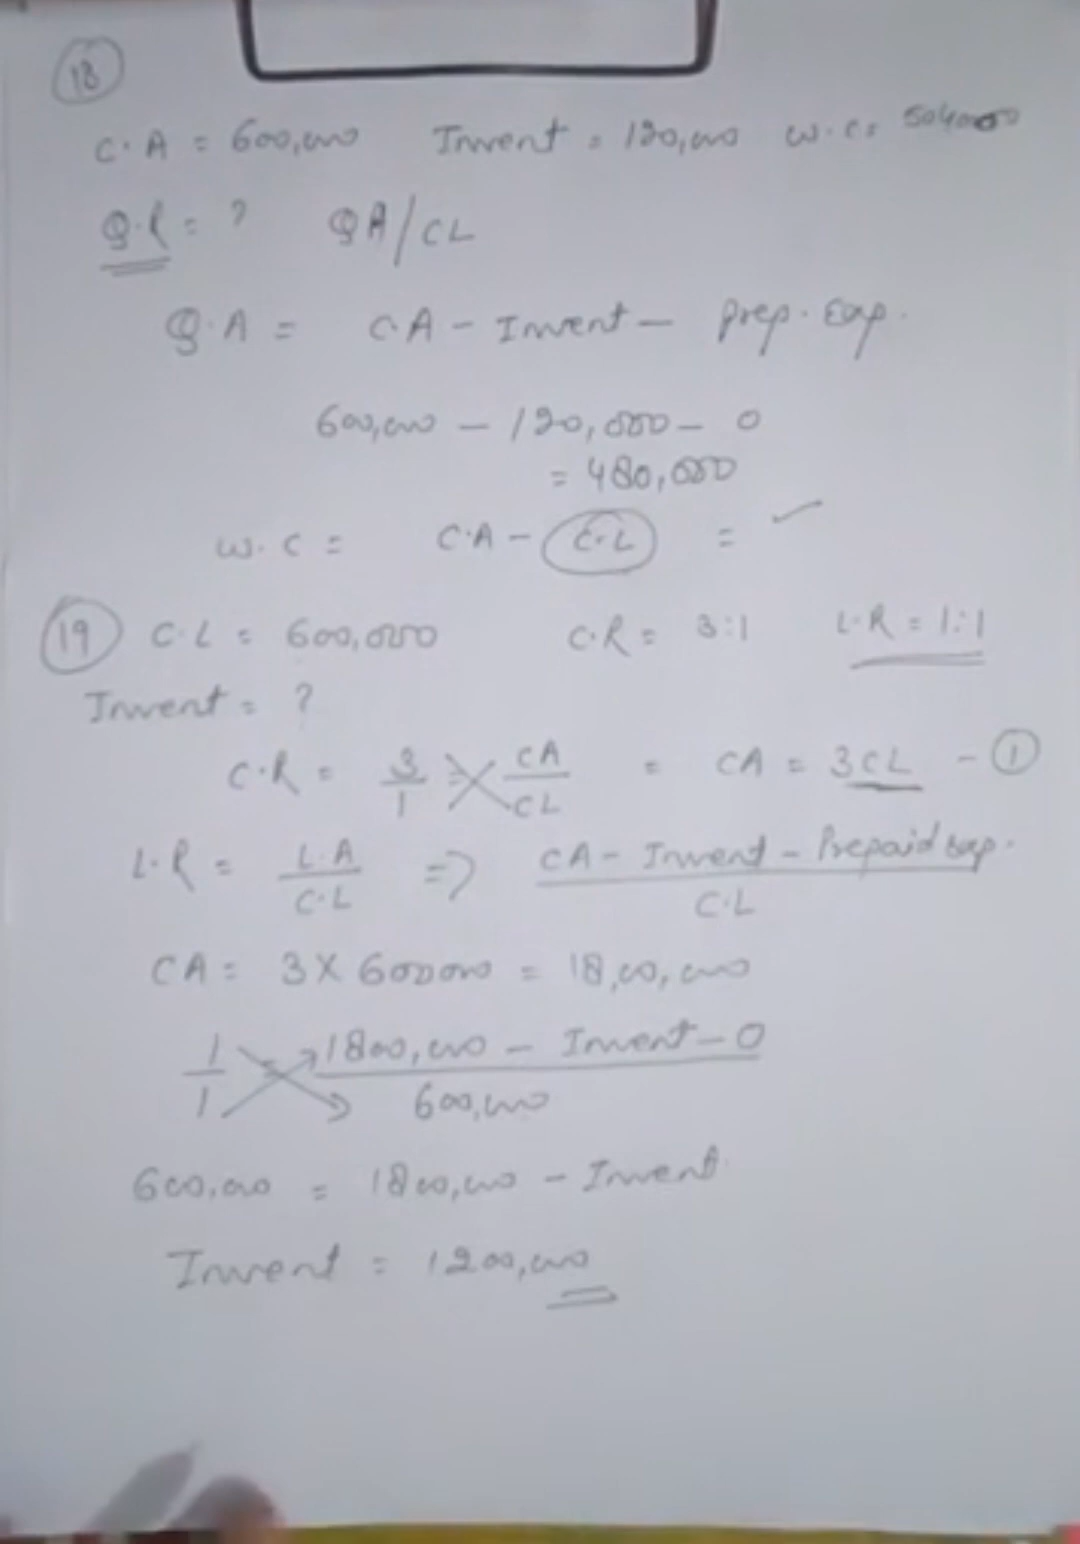 18
C.A = 600,000 Invent = 120,000 W.C = 504000
Q.R = ? QA/CL
Q.A = CA - Invent - Prep. Exp.
600,000 - 120,000 - 0
= 480,000
W.C = C.A - C.L =
19 C.L = 600,000 C.R = 3:1 L.R = 1:1
Invent = ?
C.R = 3/1 = CA/CL = CA = 3CL - 1
L.R = L.A/C.L => CA - Invent - Prepaid Exp./C.L
CA = 3 X 600000 = 18,00,000
1/1 = 1800,000 - Invent - 0/600,000
600,000 = 1800,000 - Invent
Invent = 1200,000